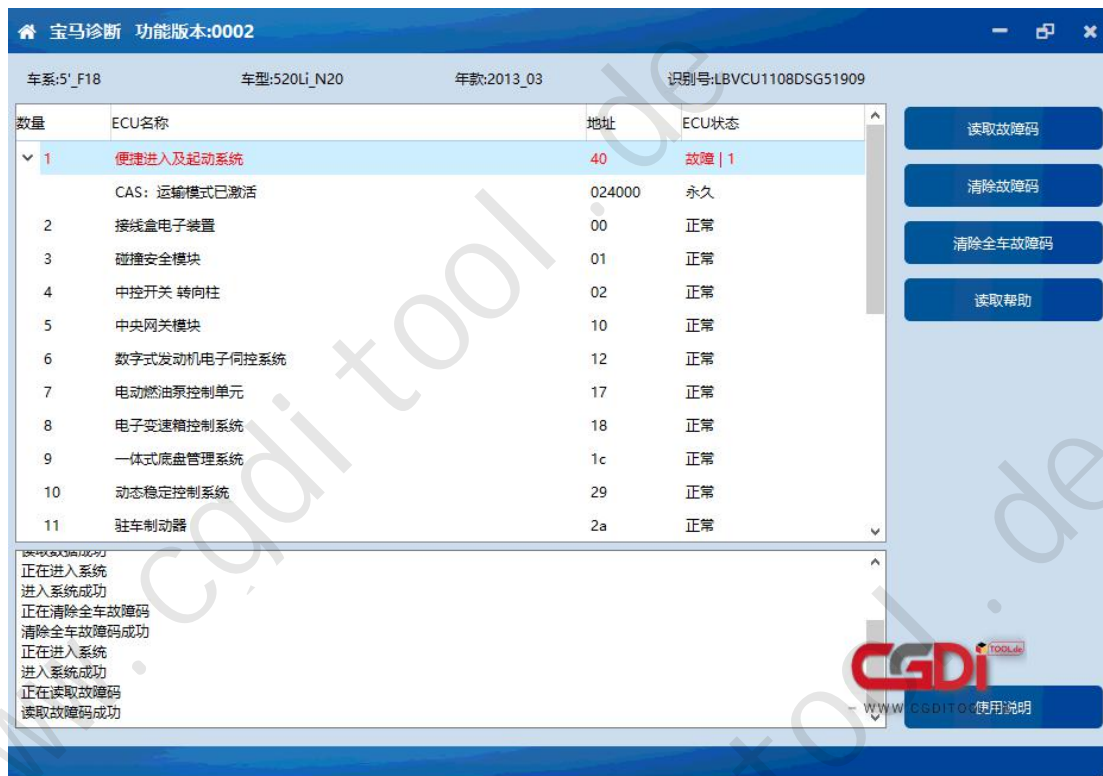 宝马诊断 功能版本:0002
车系:5'_F18 车型:520Li_N20 年款:2013_03 识别号:LBVCU1108DSG51909
数量 ECU名称 地址 ECU状态
1 便捷进入及起动系统 40 故障 | 1
CAS：运输模式已激活 024000 永久
2 接线盒电子装置 00 正常
3 碰撞安全模块 01 正常
4 中控开关 转向柱 02 正常
5 中央网关模块 10 正常
6 数字式发动机电子伺控系统 12 正常
7 电动燃油泵控制单元 17 正常
8 电子变速箱控制系统 18 正常
9 一体式底盘管理系统 1c 正常
10 动态稳定控制系统 29 正常
11 驻车制动器 2a 正常
读取故障码
清除故障码
清除全车故障码
读取帮助
读取数据成功
正在进入系统
进入系统成功
正在清除全车故障码
清除全车故障码成功
正在进入系统
进入系统成功
正在读取故障码
读取故障码成功
CGDi TOOL.de
使用说明
www.cgditool.de